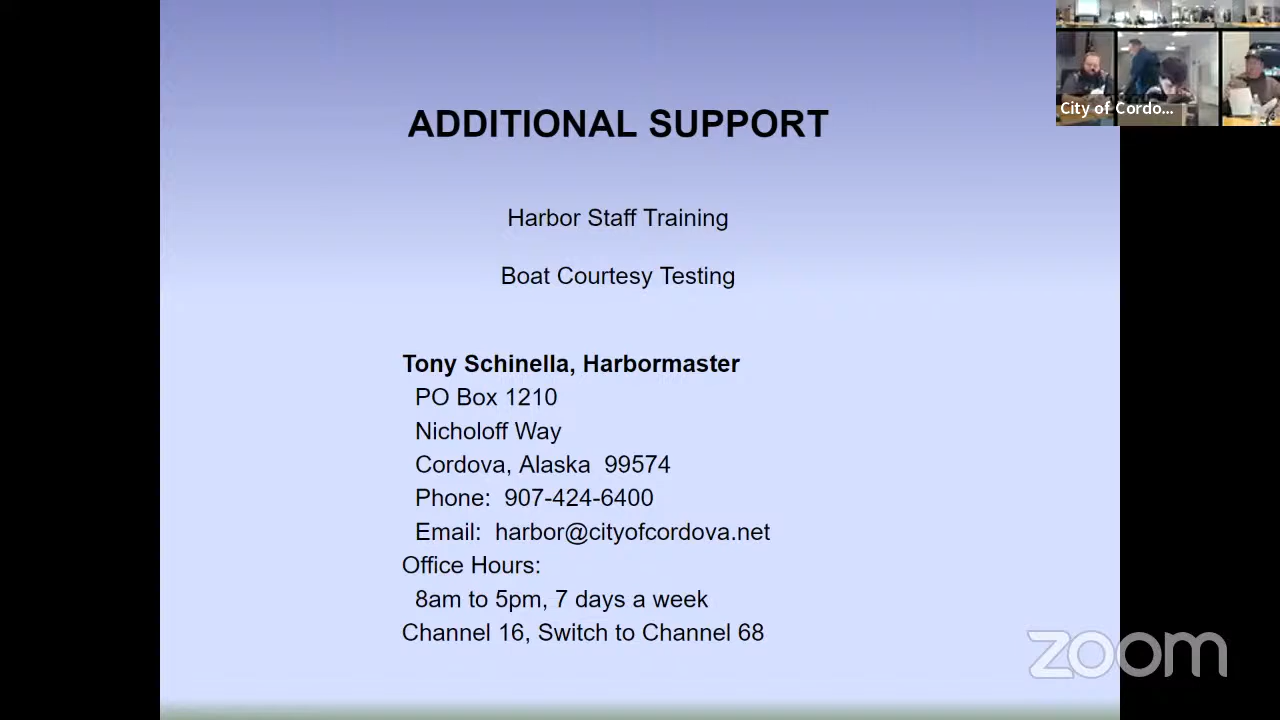 City of Cordo...
ADDITIONAL SUPPORT
Harbor Staff Training
Boat Courtesy Testing
Tony Schinella, Harbormaster
PO Box 1210
Nicholoff Way
Cordova, Alaska 99574
Phone: 907-424-6400
Email: harbor@cityofcordova.net
Office Hours:
8am to 5pm, 7 days a week
Channel 16, Switch to Channel 68
zoom